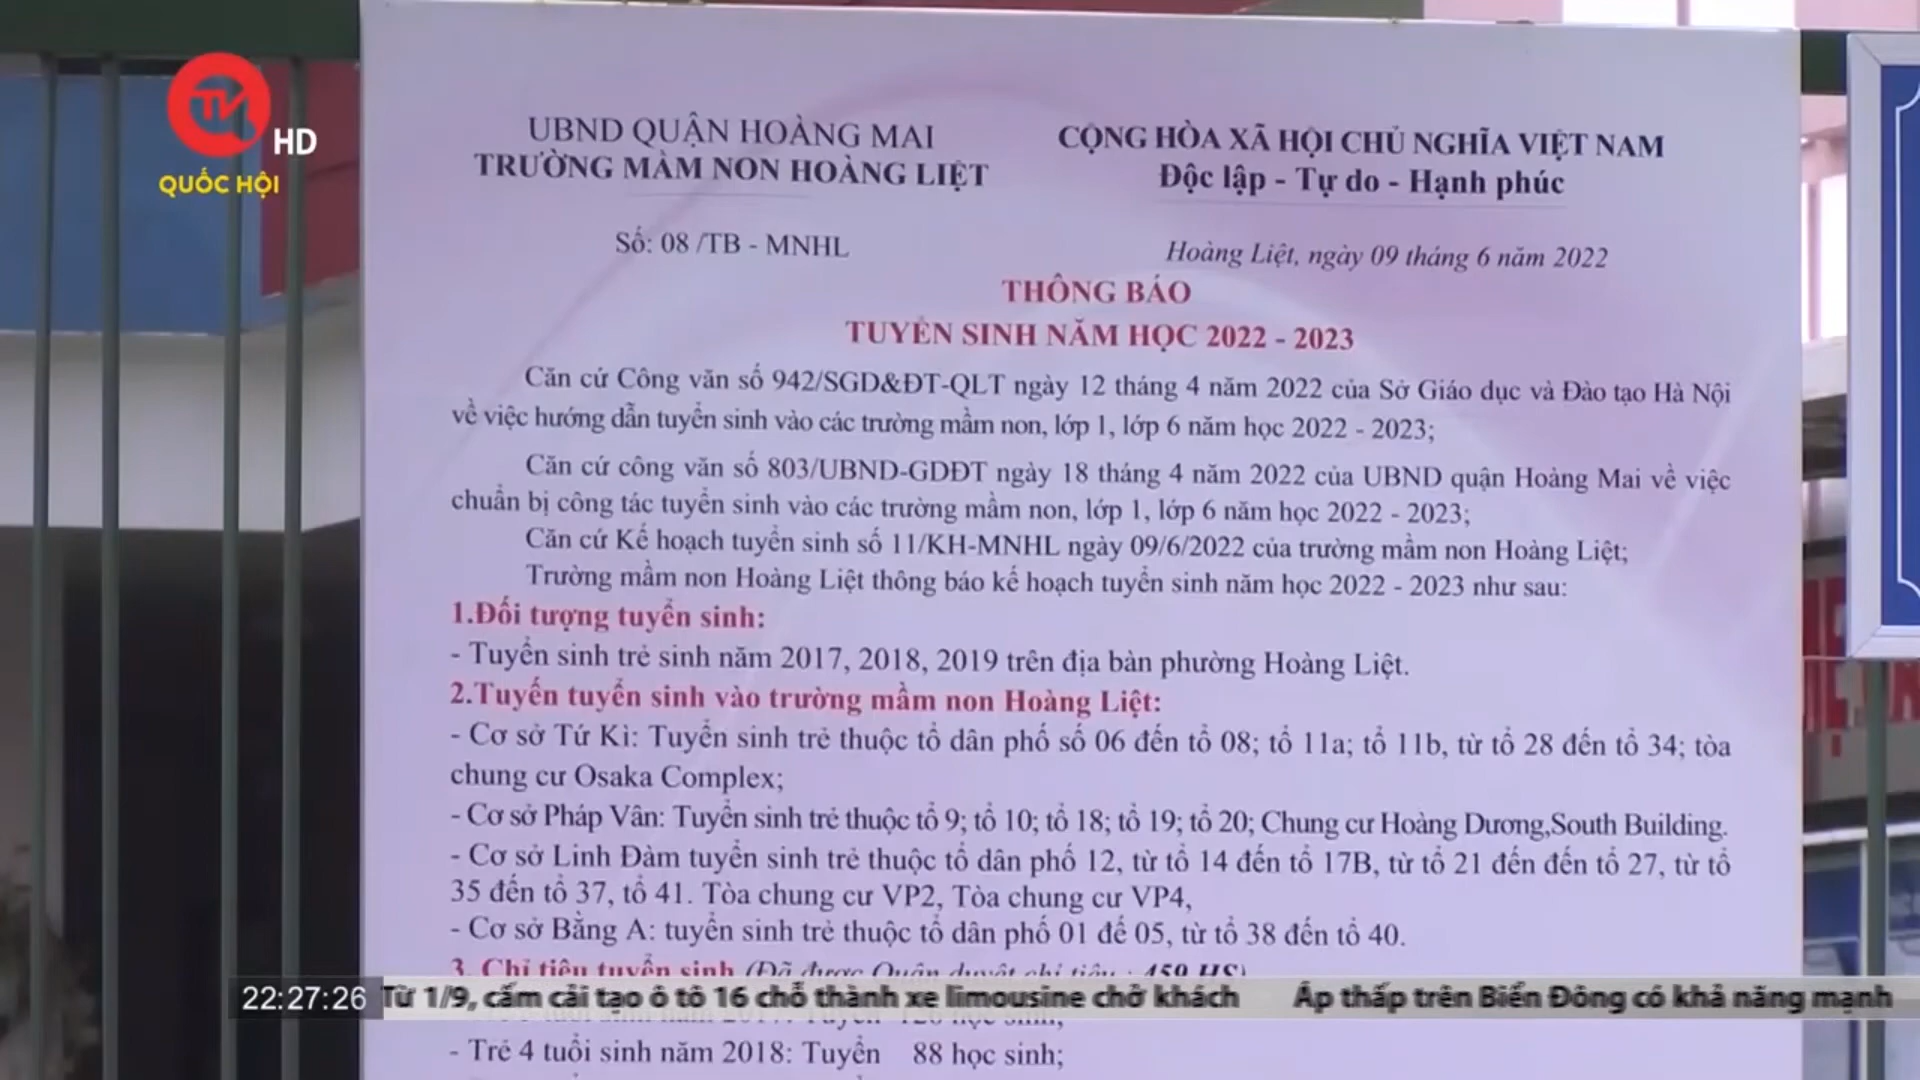 TV HD
QUỐC HỘI
UBND QUẬN HOÀNG MAI
TRƯỜNG MẦM NON HOÀNG LIỆT
CỘNG HÒA XÃ HỘI CHỦ NGHĨA VIỆT NAM
Độc lập - Tự do - Hạnh phúc
Số: 08 /TB - MNHL
Hoàng Liệt, ngày 09 tháng 6 năm 2022
THÔNG BÁO
TUYỂN SINH NĂM HỌC 2022 - 2023
Căn cứ Công văn số 942/SGD&ĐT-QLT ngày 12 tháng 4 năm 2022 của Sở Giáo dục và Đào tạo Hà Nội
về việc hướng dẫn tuyển sinh vào các trường mầm non, lớp 1, lớp 6 năm học 2022 - 2023;
Căn cứ công văn số 803/UBND-GDĐT ngày 18 tháng 4 năm 2022 của UBND quận Hoàng Mai về việc
chuẩn bị công tác tuyển sinh vào các trường mầm non, lớp 1, lớp 6 năm học 2022 - 2023;
Căn cứ Kế hoạch tuyển sinh số 11/KH-MNHL ngày 09/6/2022 của trường mầm non Hoàng Liệt;
Trường mầm non Hoàng Liệt thông báo kế hoạch tuyển sinh năm học 2022 - 2023 như sau:
1.Đối tượng tuyển sinh:
- Tuyển sinh trẻ sinh năm 2017, 2018, 2019 trên địa bàn phường Hoàng Liệt.
2.Tuyến tuyển sinh vào trường mầm non Hoàng Liệt:
- Cơ sở Tứ Kì: Tuyển sinh trẻ thuộc tổ dân phố số 06 đến tổ 08; tổ 11a; tổ 11b, từ tổ 28 đến tổ 34; tòa
chung cư Osaka Complex;
- Cơ sở Pháp Vân: Tuyển sinh trẻ thuộc tổ 9; tổ 10; tổ 18; tổ 19; tổ 20; Chung cư Hoàng Dương,South Building.
- Cơ sở Linh Đàm tuyển sinh trẻ thuộc tổ dân phố 12, từ tổ 14 đến tổ 17B, từ tổ 21 đến đến tổ 27, từ tổ
35 đến tổ 37, tổ 41. Tòa chung cư VP2, Tòa chung cư VP4,
- Cơ sở Bằng A: tuyển sinh trẻ thuộc tổ dân phố 01 đế 05, từ tổ 38 đến tổ 40.
3. Chỉ tiêu tuyển sinh (Đã được Quận duyệt chỉ tiêu : 450 HS)
22:27:26 Từ 1/9, cấm cải tạo ô tô 16 chỗ thành xe limousine chở khách Áp thấp trên Biển Đông có khả năng mạnh
- Trẻ 4 tuổi sinh năm 2018: Tuyển 88 học sinh;